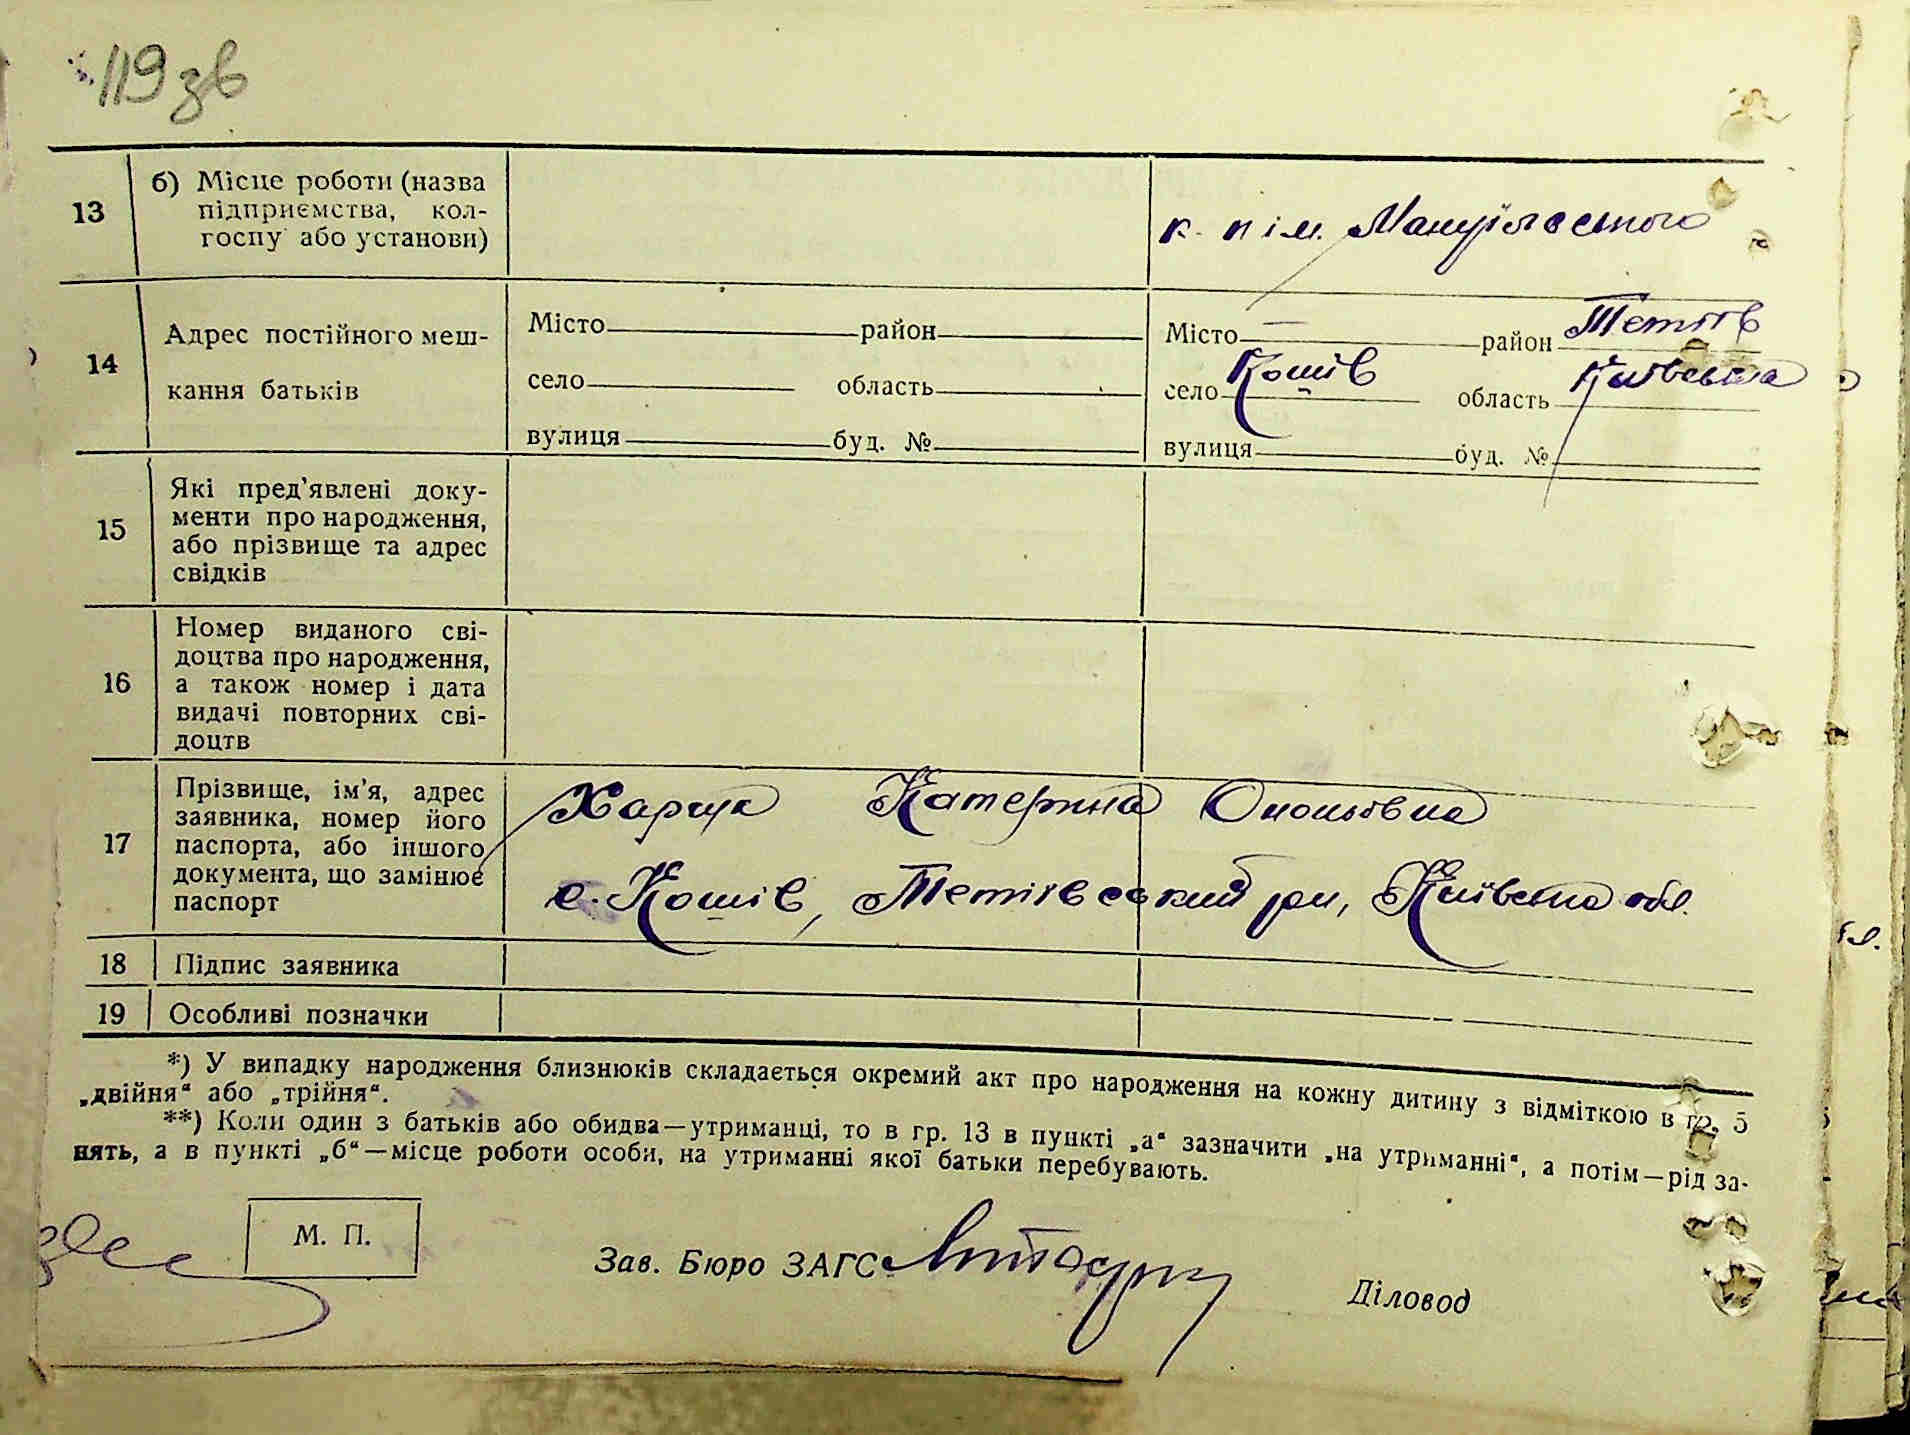 119 зв
13
б) Місце роботи (назва
підприємства, кол-
госпу або установи)
к. п ім. Мануїлвського
14
Адрес постійного меш-
кання батьків
Місто район
село область
вулиця буд. №
Місто — район Тетіїв
село Кошів область Київська
вулиця буд. №
15
Які пред'явлені доку-
менти про народження,
або прізвище та адрес
свідків
16
Номер виданого сві-
доцтва про народження,
а також номер і дата
видачі повторних сві-
доцтв
17
Прізвище, ім'я, адрес
заявника, номер його
паспорта, або іншого
документа, що замінює
паспорт
Харчук Катерина
с. Кошів, Тетіївський р-н, Київська обл.
18 Підпис заявника
19 Особливі позначки
*) У випадку народження близнюків складається окремий акт про народження на кожну дитину з відміткою в гр. 5
„двійня“ або „трійня“.
**) Коли один з батьків або обидва—утриманці, то в гр. 13 в пункті „а“ зазначити „на утриманні“, а потім—рід за-
нять, а в пункті „б“—місце роботи особи, на утриманні якої батьки перебувають.
М. П.
Зав. Бюро ЗАГС
Діловод